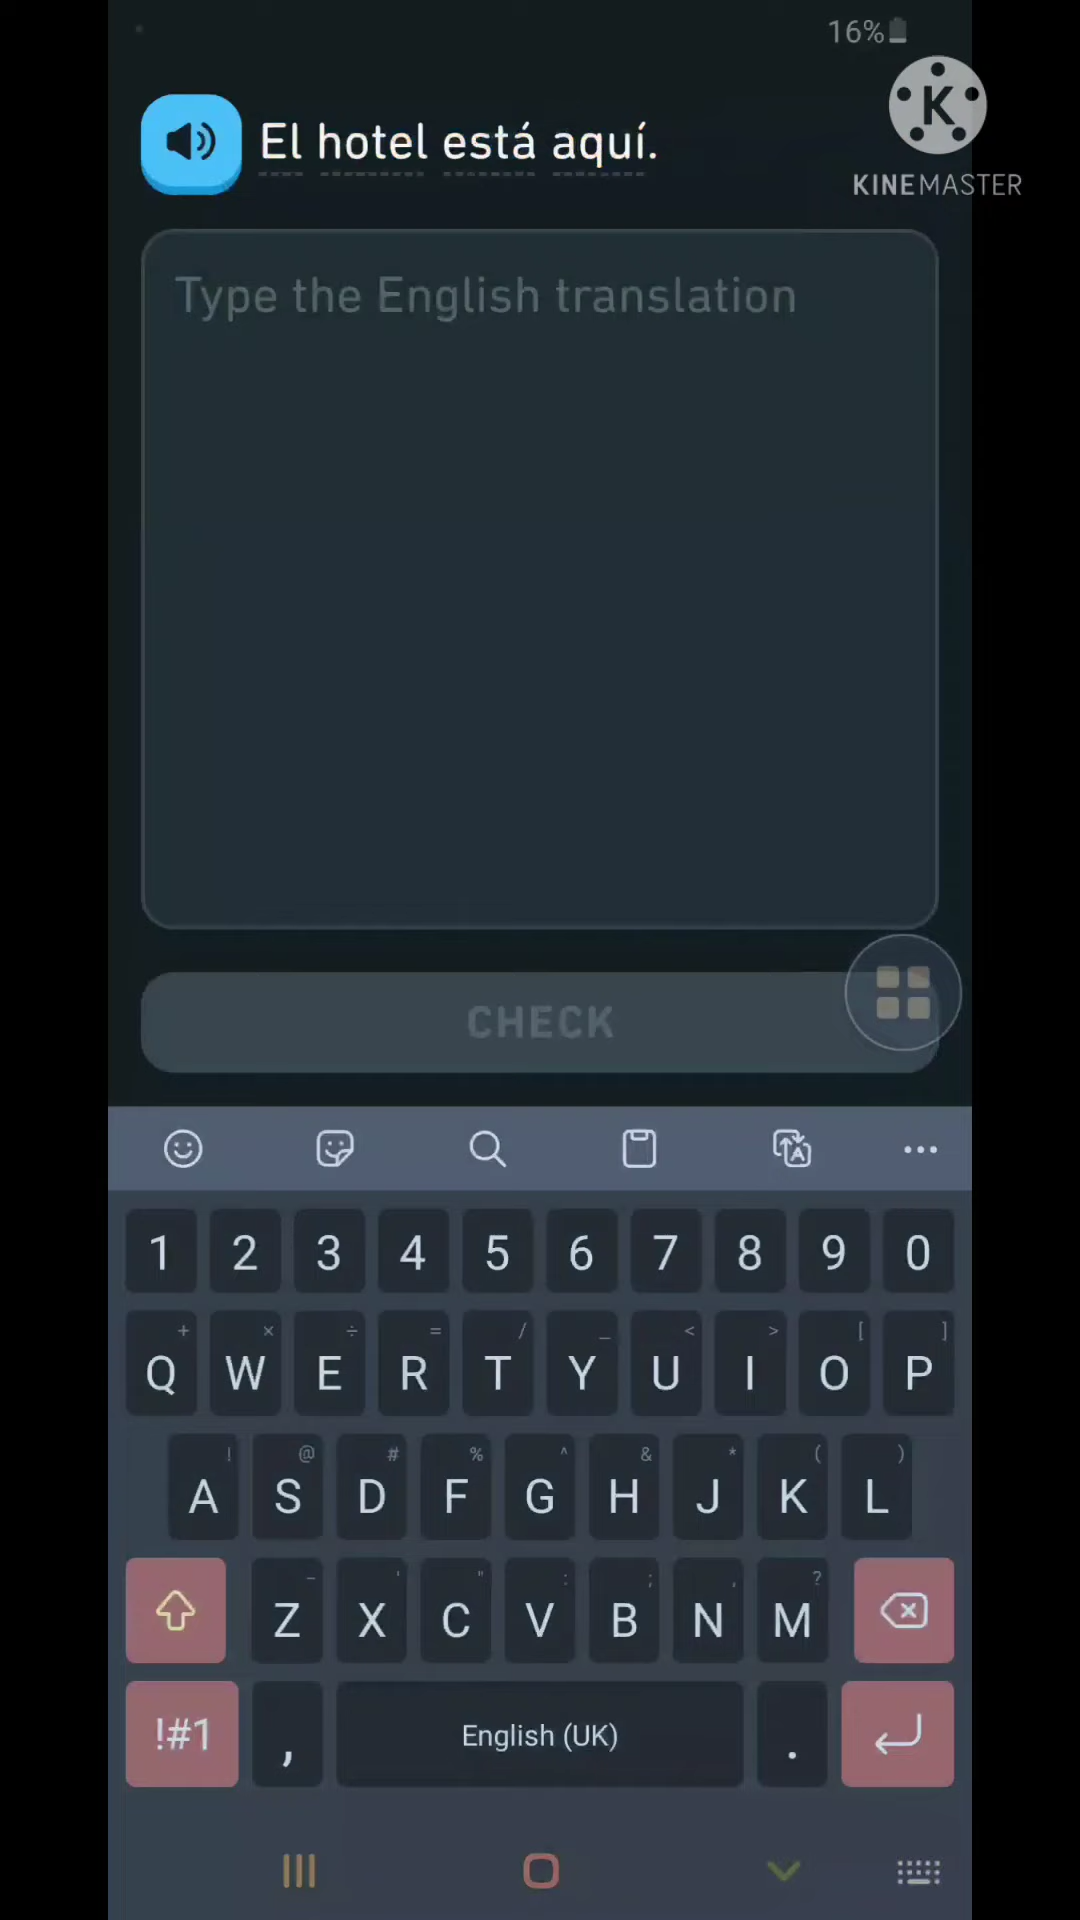 16%
El hotel está aquí.
K
KINEMASTER
Type the English translation
CHECK
1 2 3 4 5 6 7 8 9 0
+ × ÷ = / _ < > [ ]
Q W E R T Y U I O P
! @ # % ^ & * ( )
A S D F G H J K L
- ' " : ; , ?
Z X C V B N M
!#1 , English (UK) .